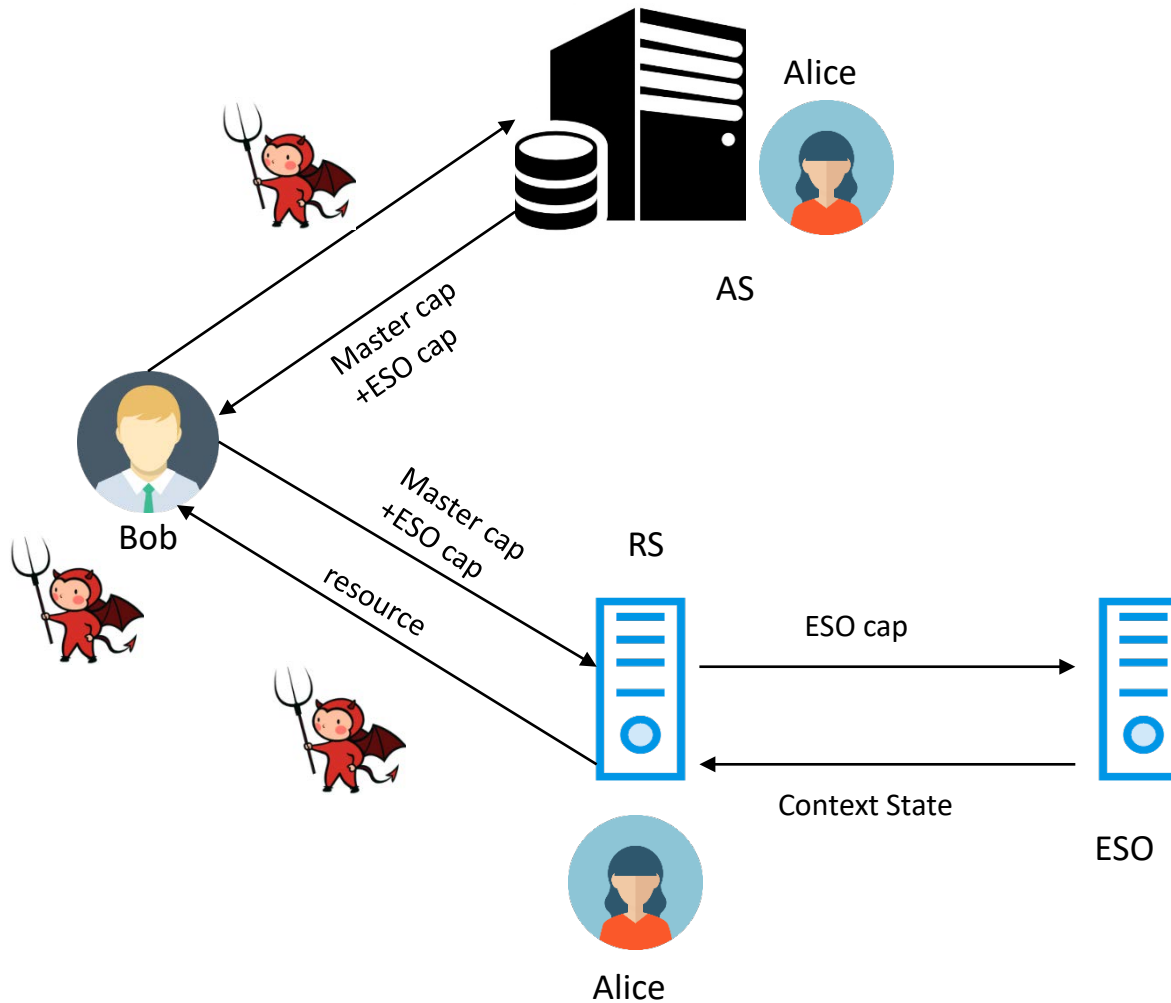 Alice
AS
Master cap
+ESO cap
Bob
Master cap
+ESO cap
resource
RS
ESO cap
Context State
ESO
Alice